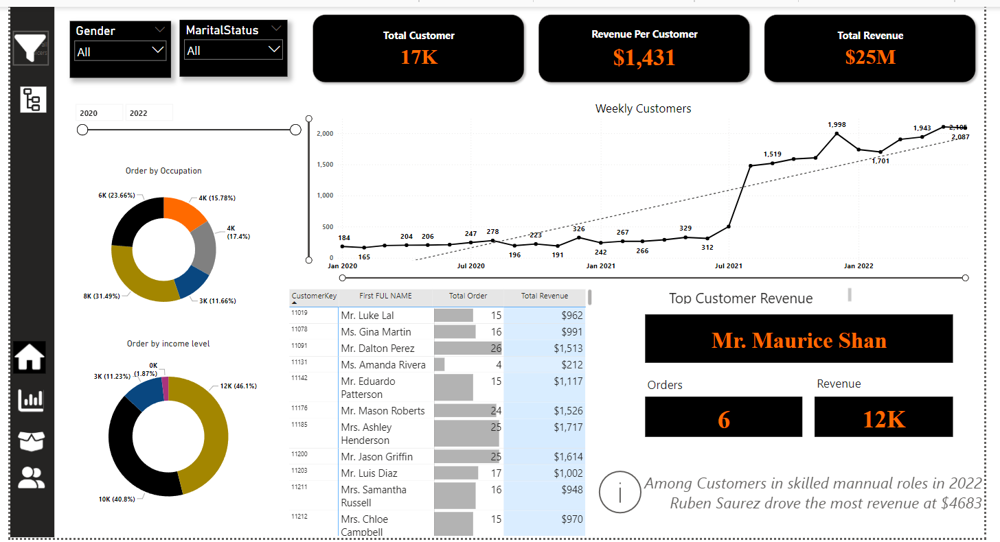 Gender
All
MaritalStatus
All
Total Customer
17K
Revenue Per Customer
$1,431
Total Revenue
$25M
2020
2022
Order by Occupation
6K (23.66%)
4K (15.78%)
4K
(17.4%)
8K (31.49%)
3K (11.66%)
Order by income level
0K
(1.87%)
3K (11.23%)
12K (46.1%)
10K (40.8%)
Weekly Customers
2,000
1,500
1,000
500
0
184
165
204
206
247
278
196
223
191
326
242
267
266
329
312
1,519
1,998
1,701
1,943
2,105
2,087
Jan 2020
Jul 2020
Jan 2021
Jul 2021
Jan 2022
CustomerKey First FUL NAME Total Order Total Revenue
11019 Mr. Luke Lal 15 $962
11078 Ms. Gina Martin 16 $991
11091 Mr. Dalton Perez 26 $1,513
11131 Ms. Amanda Rivera 4 $212
11142 Mr. Eduardo 15 $1,117
Patterson
11176 Mr. Mason Roberts 24 $1,526
11185 Mrs. Ashley 25 $1,717
Henderson
11200 Mr. Jason Griffin 25 $1,614
11203 Mr. Luis Diaz 17 $1,002
11211 Mrs. Samantha 16 $948
Russell
11212 Mrs. Chloe 15 $970
Campbell
Top Customer Revenue
Mr. Maurice Shan
Orders
6
Revenue
12K
i
Among Customers in skilled mannual roles in 2022
Ruben Saurez drove the most revenue at $4683